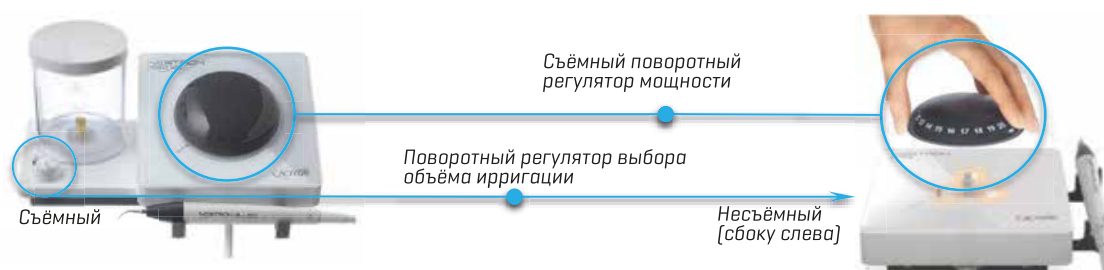 Съёмный поворотный
регулятор мощности
Поворотный регулятор выбора
объёма ирригации
Съёмный
Несъёмный
(сбоку слева)